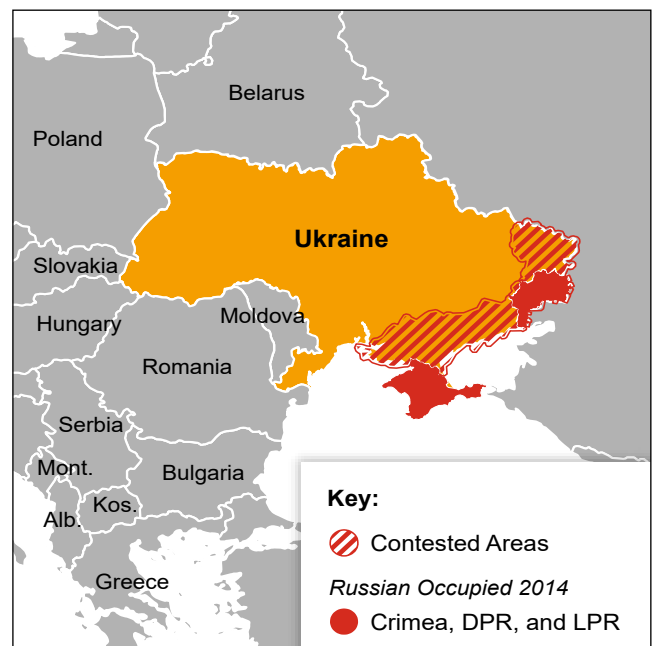 Belarus
Poland
Ukraine
Slovakia
Moldova
Hungary
Romania
Serbia
Mont.
Bulgaria
Kos.
Alb.
Greece
Key:
Contested Areas
Russian Occupied 2014
Crimea, DPR, and LPR